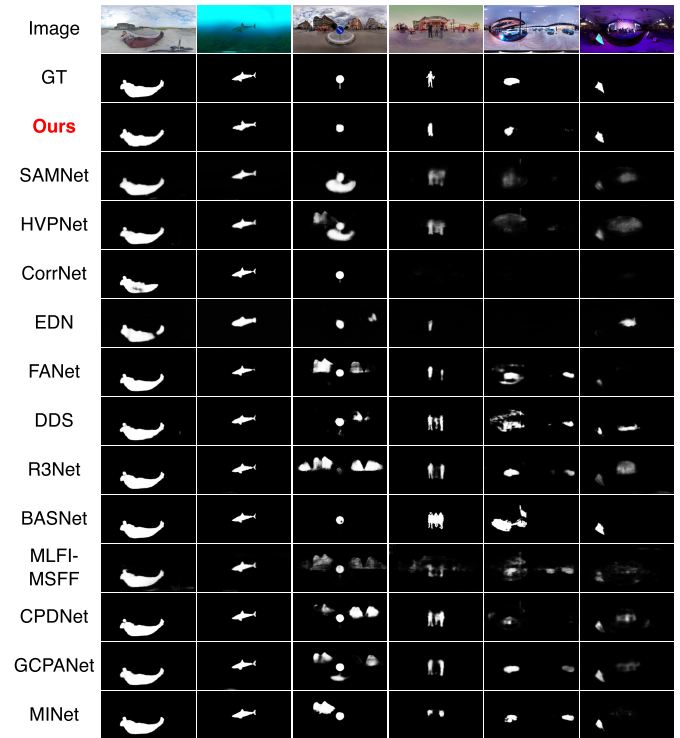 Image
GT
Ours
SAMNet
HVPNet
CorrNet
EDN
FANet
DDS
R3Net
BASNet
MLFI-
MSFF
CPDNet
GCPANet
MINet